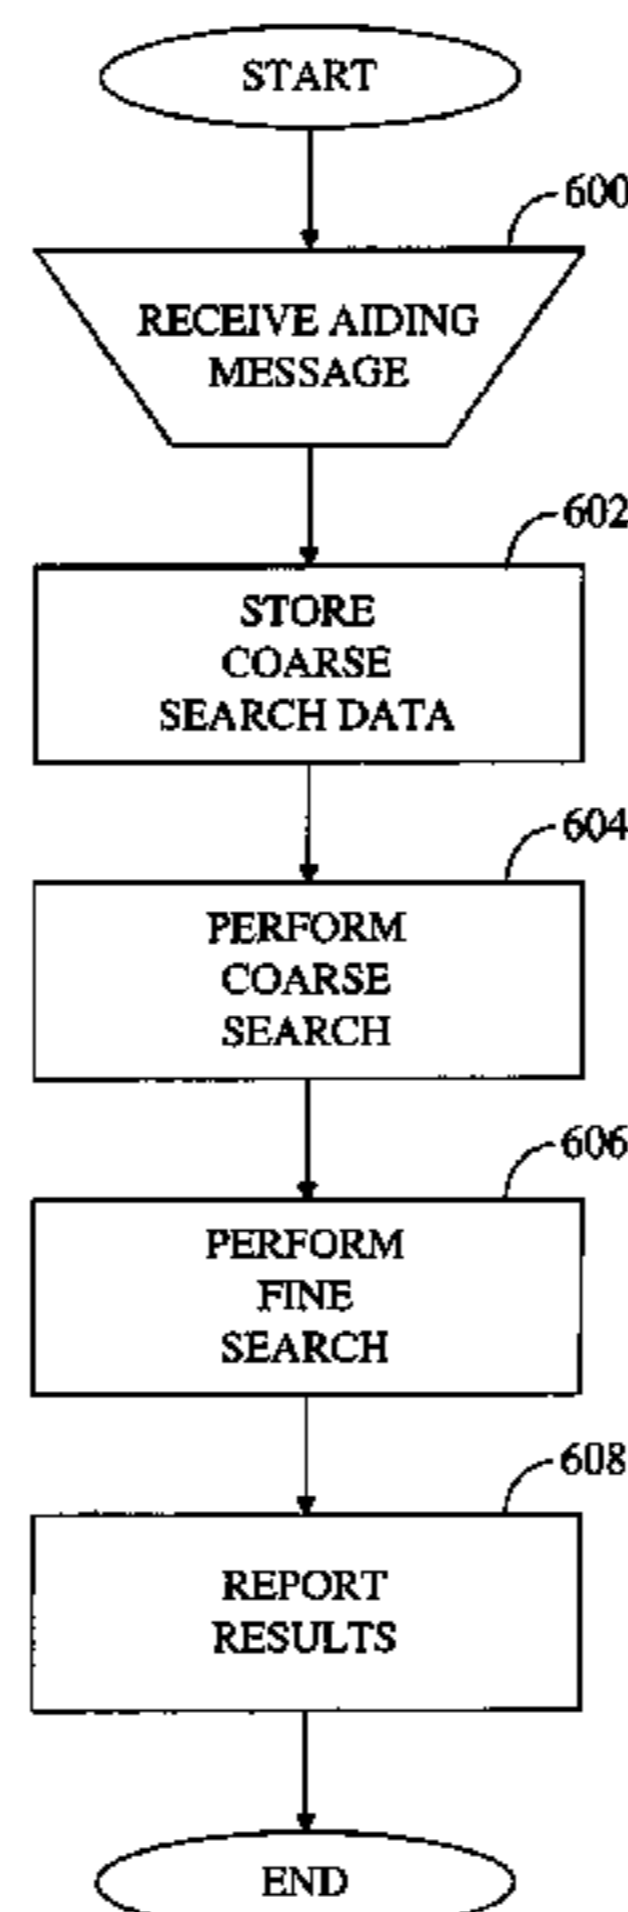 START
600
RECEIVE AIDING
MESSAGE
602
STORE
COARSE
SEARCH DATA
604
PERFORM
COARSE
SEARCH
606
PERFORM
FINE
SEARCH
608
REPORT
RESULTS
END